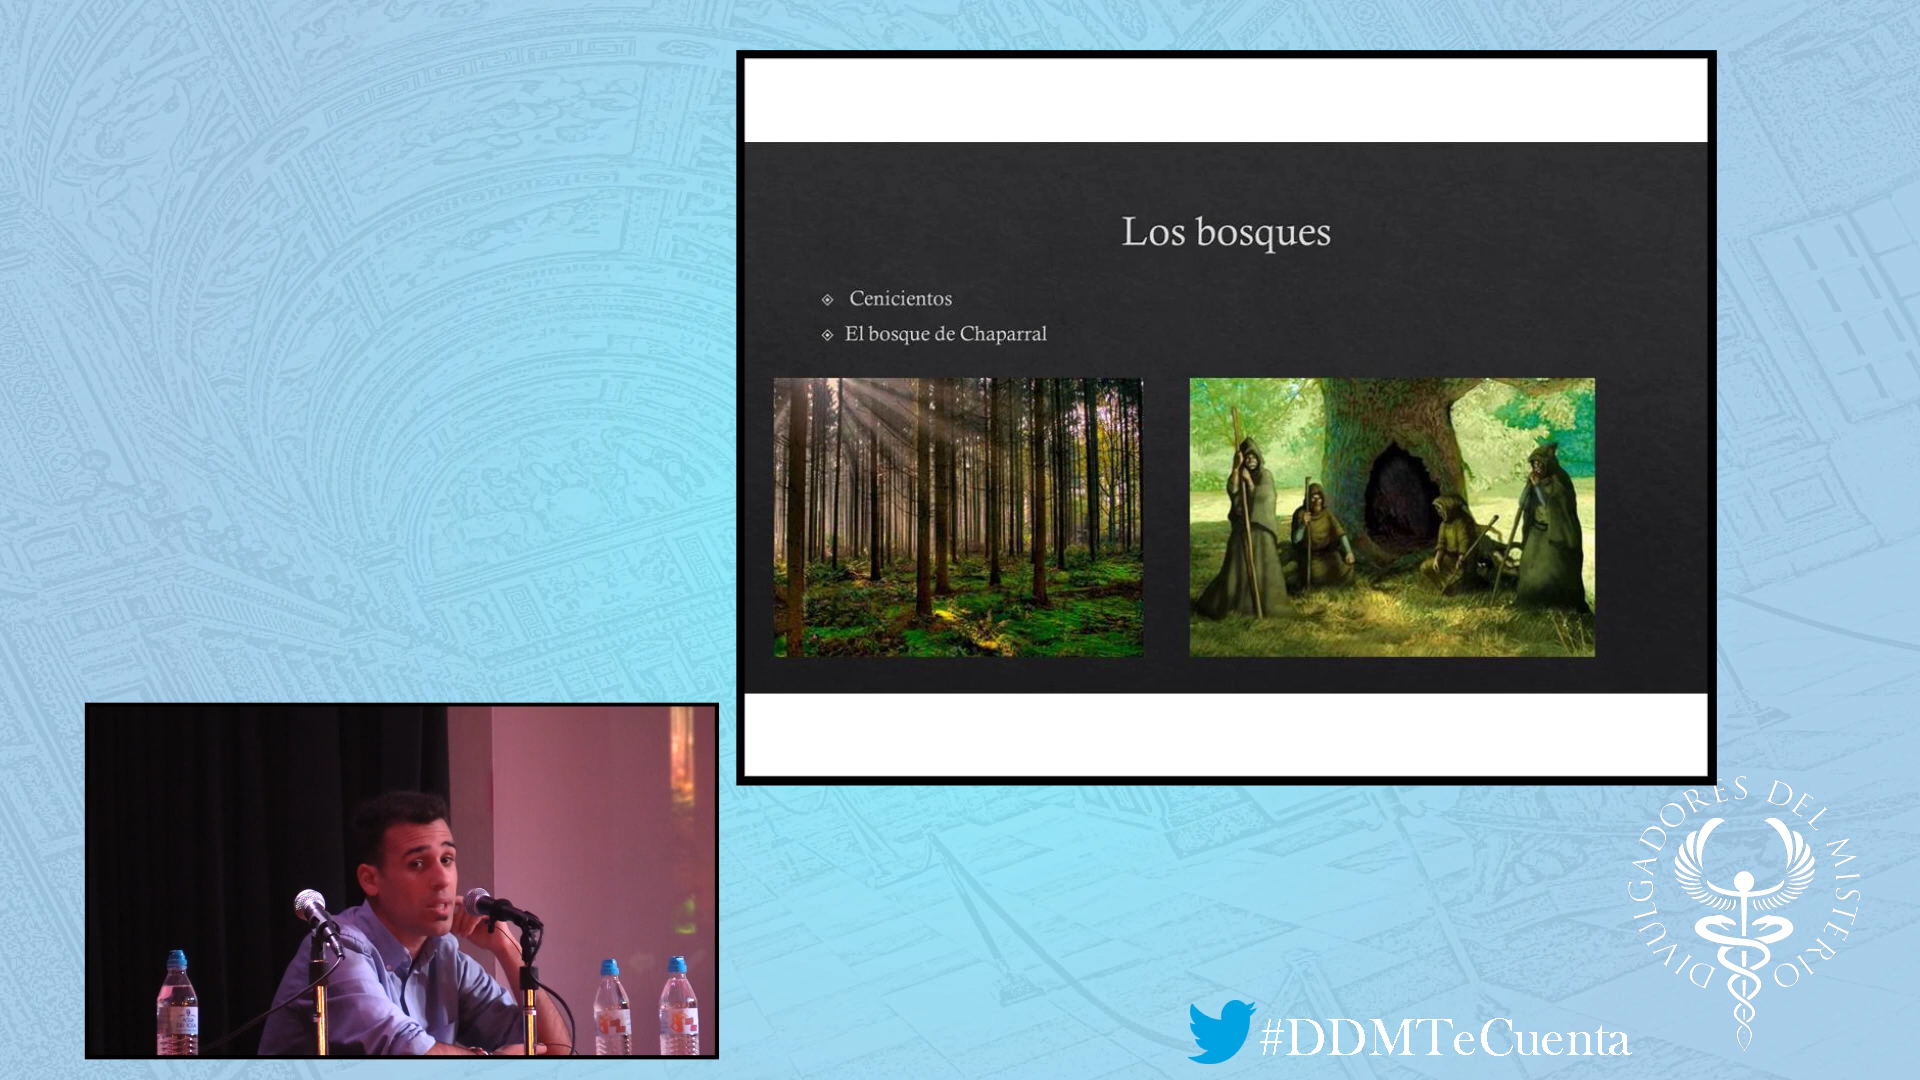 Los bosques
Cenicientos
El bosque de Chaparral
DIVULGADORES DEL MISTERIO
#DDMTeCuenta